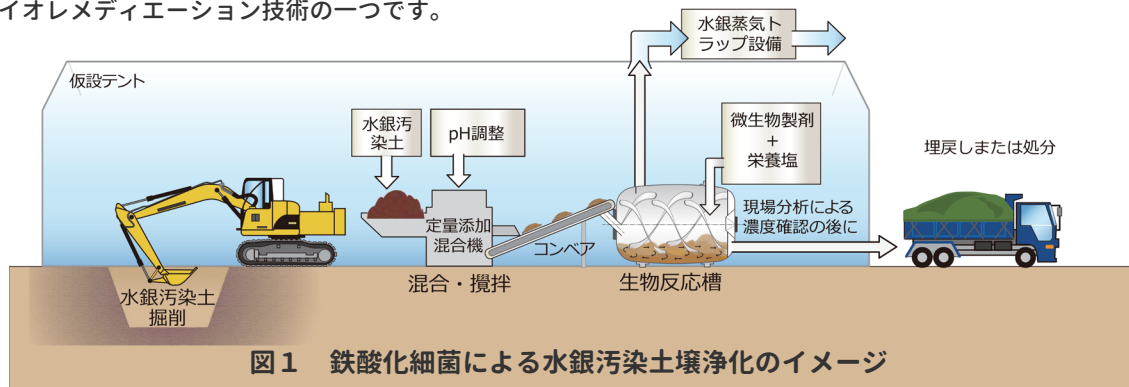 イオレメディエーション技術の一つです。
水銀蒸気ト
ラップ設備
仮設テント
水銀汚
染土
pH調整
微生物製剤
+
栄養塩
埋戻しまたは処分
定量添加
混合機
コンベア
現場分析による
濃度確認の後に
混合・攪拌
生物反応槽
水銀汚染土
掘削
図１　鉄酸化細菌による水銀汚染土壌浄化のイメージ